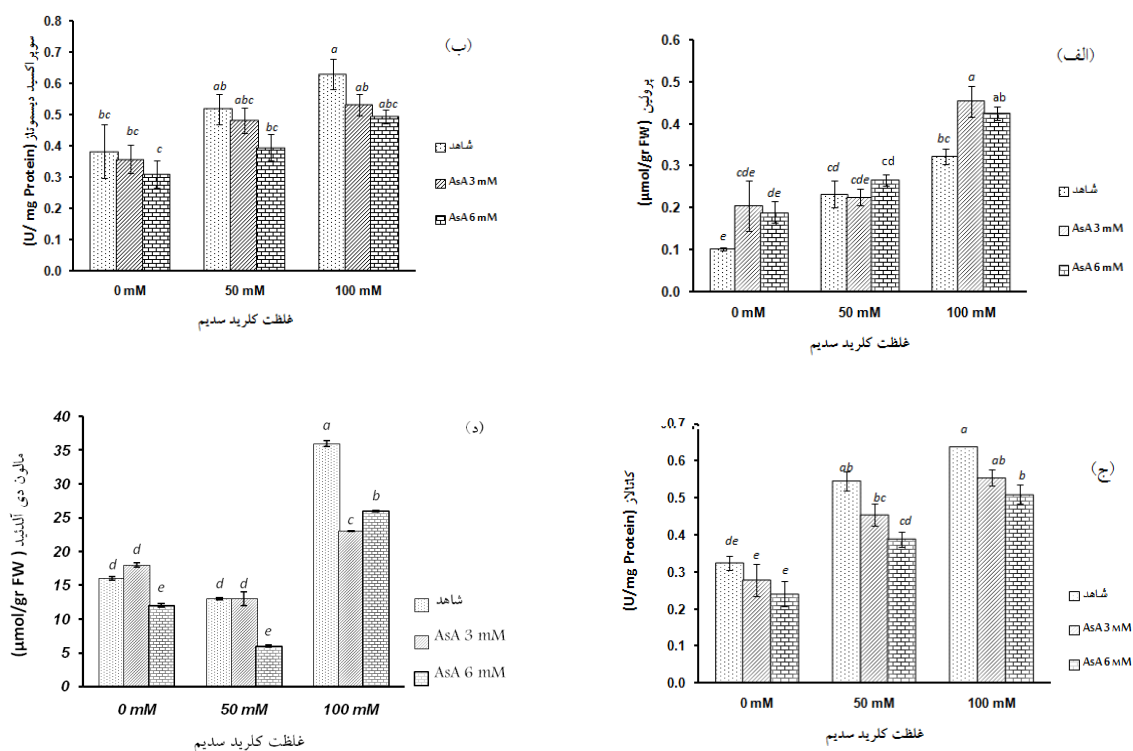 (الف)
پرولین (µmol/gr FW)
0.6
0.5
0.4
0.3
0.2
0.1
0.0
e
cde
de
cd
cde
cd
bc
a
ab
شاهد
AsA 3 mM
AsA 6 mM
0 mM
50 mM
100 mM
غلظت کلرید سدیم
(ب)
سوپراکسید دیسموتاز (U/ mg Protein)
0.8
0.7
0.6
0.5
0.4
0.3
0.2
0.1
0.0
bc
bc
c
ab
abc
bc
a
ab
abc
شاهد
AsA 3 mM
AsA 6 mM
0 mM
50 mM
100 mM
غلظت کلرید سدیم
(ج)
کاتالاز (U/mg Protein)
0.7
0.6
0.5
0.4
0.3
0.2
0.1
0.0
de
e
e
ab
bc
cd
a
ab
b
شاهد
AsA 3 mM
AsA 6 mM
0 mM
50 mM
100 mM
غلظت کلرید سدیم
(د)
مالون دی آلدئید (µmol/gr FW)
40
35
30
25
20
15
10
5
0
d
d
e
d
d
e
a
c
b
شاهد
AsA 3 mM
AsA 6 mM
0 mM
50 mM
100 mM
غلظت کلرید سدیم